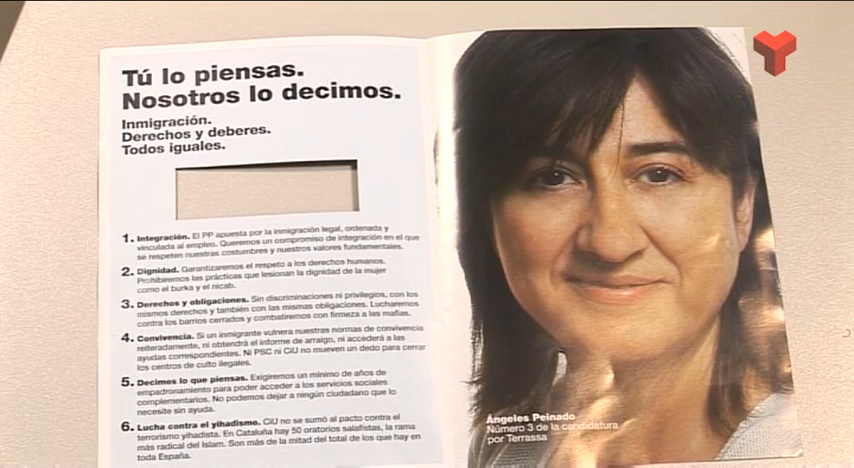 Tú lo piensas.
Nosotros lo decimos.
Inmigración.
Derechos y deberes.
Todos iguales.
1. Integración. El PP apuesta por la inmigración legal, ordenada y
vinculada al empleo. Queremos un compromiso de integración en el que
se respeten nuestras costumbres y nuestros valores fundamentales.
2. Dignidad. Garantizaremos el respeto a los derechos humanos.
Prohibiremos las prácticas que lesionan la dignidad de la mujer
como el burka y el nicab.
3. Derechos y obligaciones. Sin discriminaciones ni privilegios, con los
mismos derechos y también con las mismas obligaciones. Lucharemos
contra los barrios cerrados y combatiremos con firmeza a las mafias.
4. Convivencia. Si un inmigrante vulnera nuestras normas de convivencia
reiteradamente, ni obtendrá el informe de arraigo, ni accederá a las
ayudas correspondientes. Ni PSC ni CiU no mueven un dedo para cerrar
los centros de culto ilegales.
5. Decimos lo que piensas. Exigiremos un mínimo de años de
empadronamiento para poder acceder a los servicios sociales
complementarios. No podemos dejar a ningún ciudadano que lo
necesite sin ayuda.
6. Lucha contra el yihadismo. CiU no se sumó al pacto contra el
terrorismo yihadista. En Cataluña hay 50 oratorios salafistas, la rama
más radical del Islam. Son más de la mitad del total de los que hay en
toda España.
Ángeles Peinado
Número 3 de la candidatura
por Terrassa